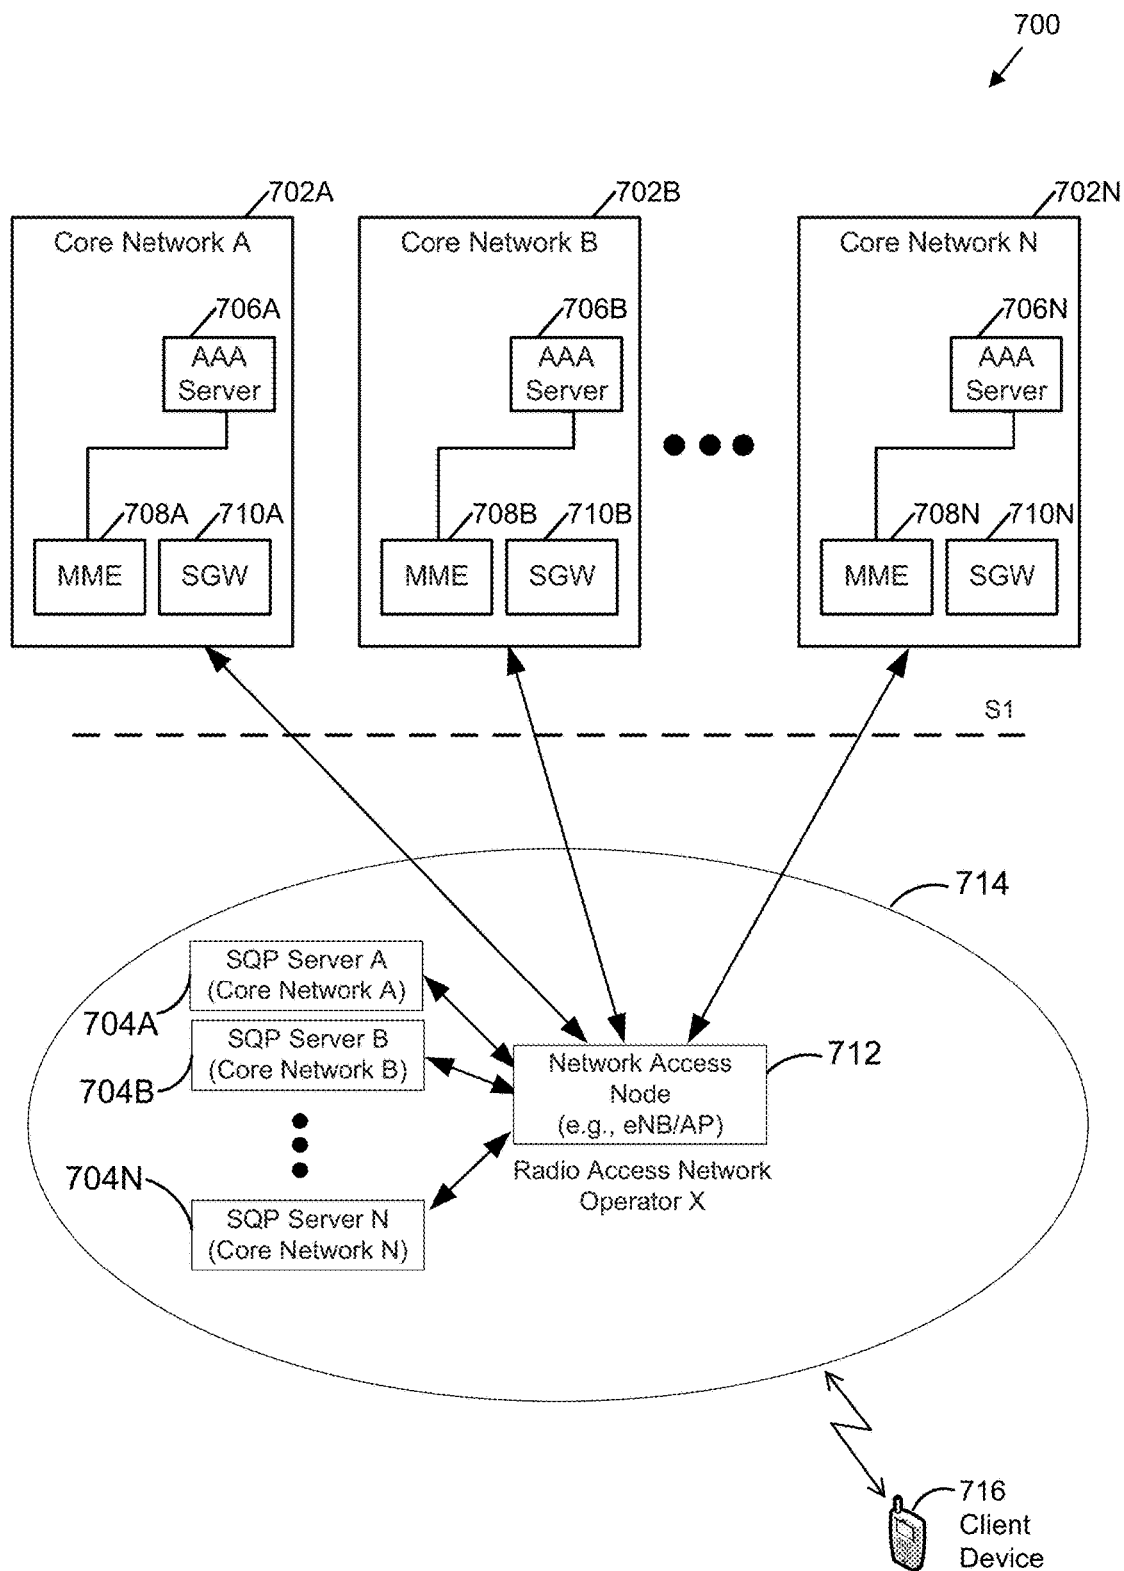 700
702A
702B
702N
Core Network A
Core Network B
Core Network N
706A
706B
706N
AAA
Server
AAA
Server
AAA
Server
708A
710A
708B
710B
708N
710N
MME
SGW
MME
SGW
MME
SGW
S1
714
SQP Server A
(Core Network A)
704A
SQP Server B
(Core Network B)
704B
712
Network Access
Node
(e.g., eNB/AP)
Radio Access Network
Operator X
704N
SQP Server N
(Core Network N)
716
Client
Device